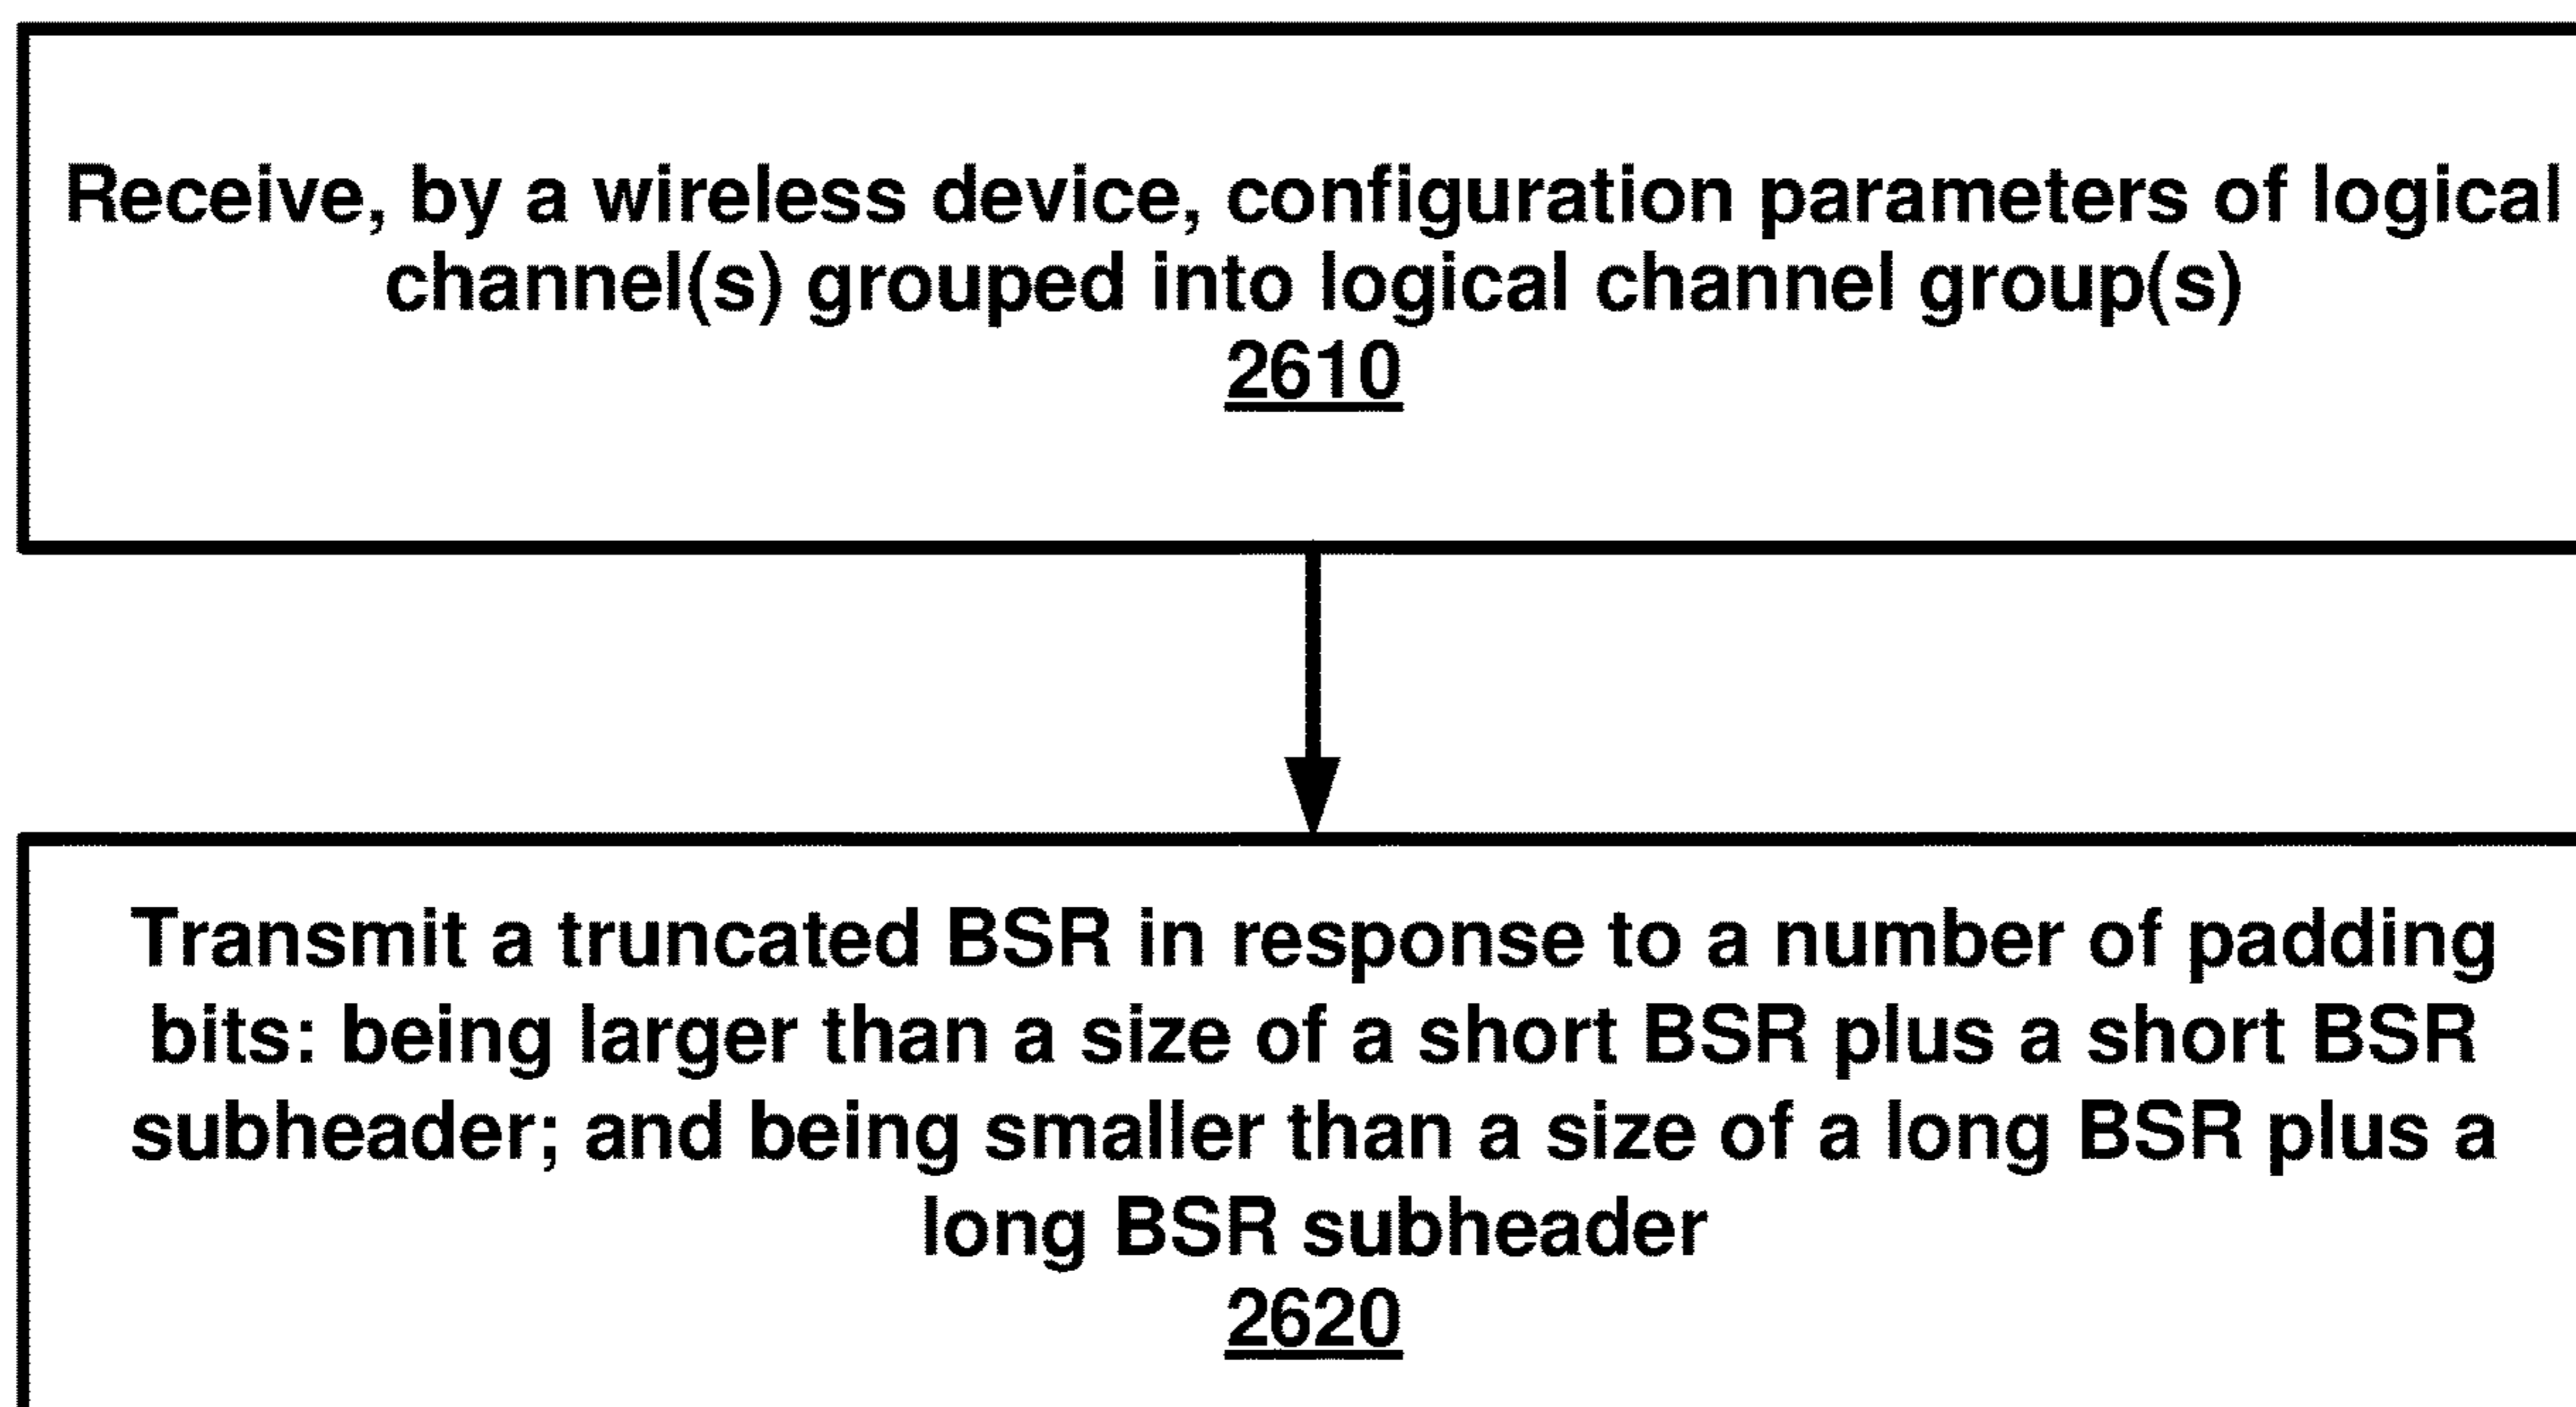 Receive, by a wireless device, configuration parameters of logical
channel(s) grouped into logical channel group(s)
2610
Transmit a truncated BSR in response to a number of padding
bits: being larger than a size of a short BSR plus a short BSR
subheader; and being smaller than a size of a long BSR plus a
long BSR subheader
2620